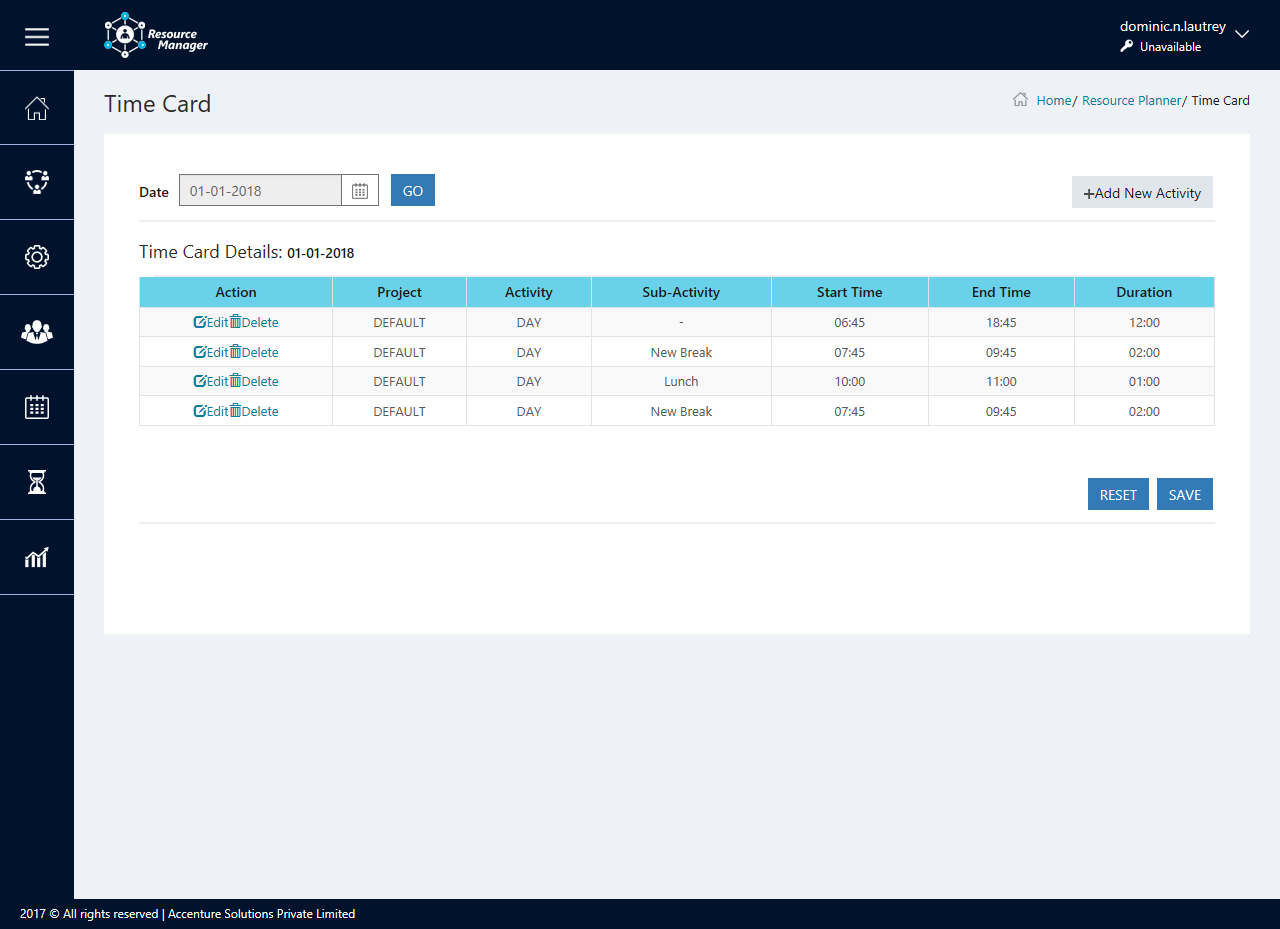 Resource
Manager
dominic.n.lautrey
Unavailable
Time Card
Home/ Resource Planner/ Time Card
Date 01-01-2018 GO +Add New Activity
Time Card Details: 01-01-2018
Action Project Activity Sub-Activity Start Time End Time Duration
Edit Delete DEFAULT DAY - 06:45 18:45 12:00
Edit Delete DEFAULT DAY New Break 07:45 09:45 02:00
Edit Delete DEFAULT DAY Lunch 10:00 11:00 01:00
Edit Delete DEFAULT DAY New Break 07:45 09:45 02:00
RESET SAVE
2017 © All rights reserved | Accenture Solutions Private Limited